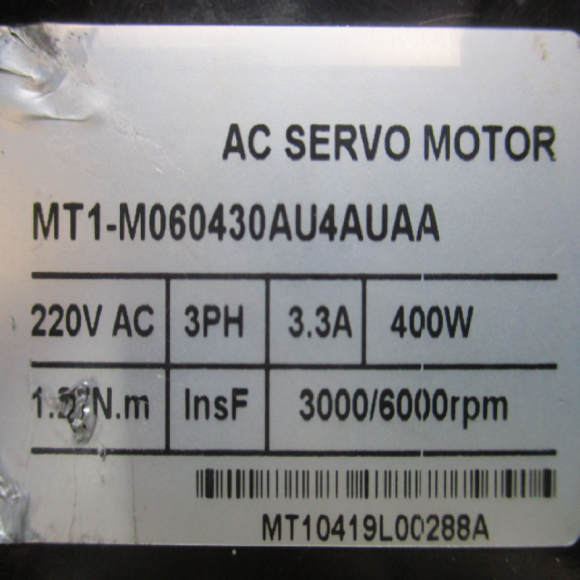 AC SERVO MOTOR
MT1-M060430AU4AUAA
220V AC 3PH 3.3A 400W
InsF 3000/6000rpm
MT10419L00288A